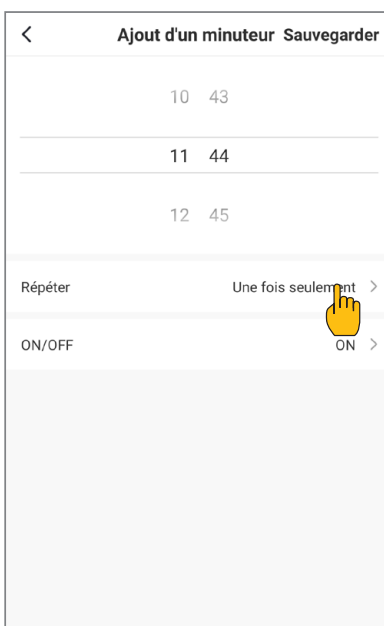 Ajout d'un minuteur Sauvegarder
10 43
11 44
12 45
Répéter Une fois seulement
ON/OFF ON